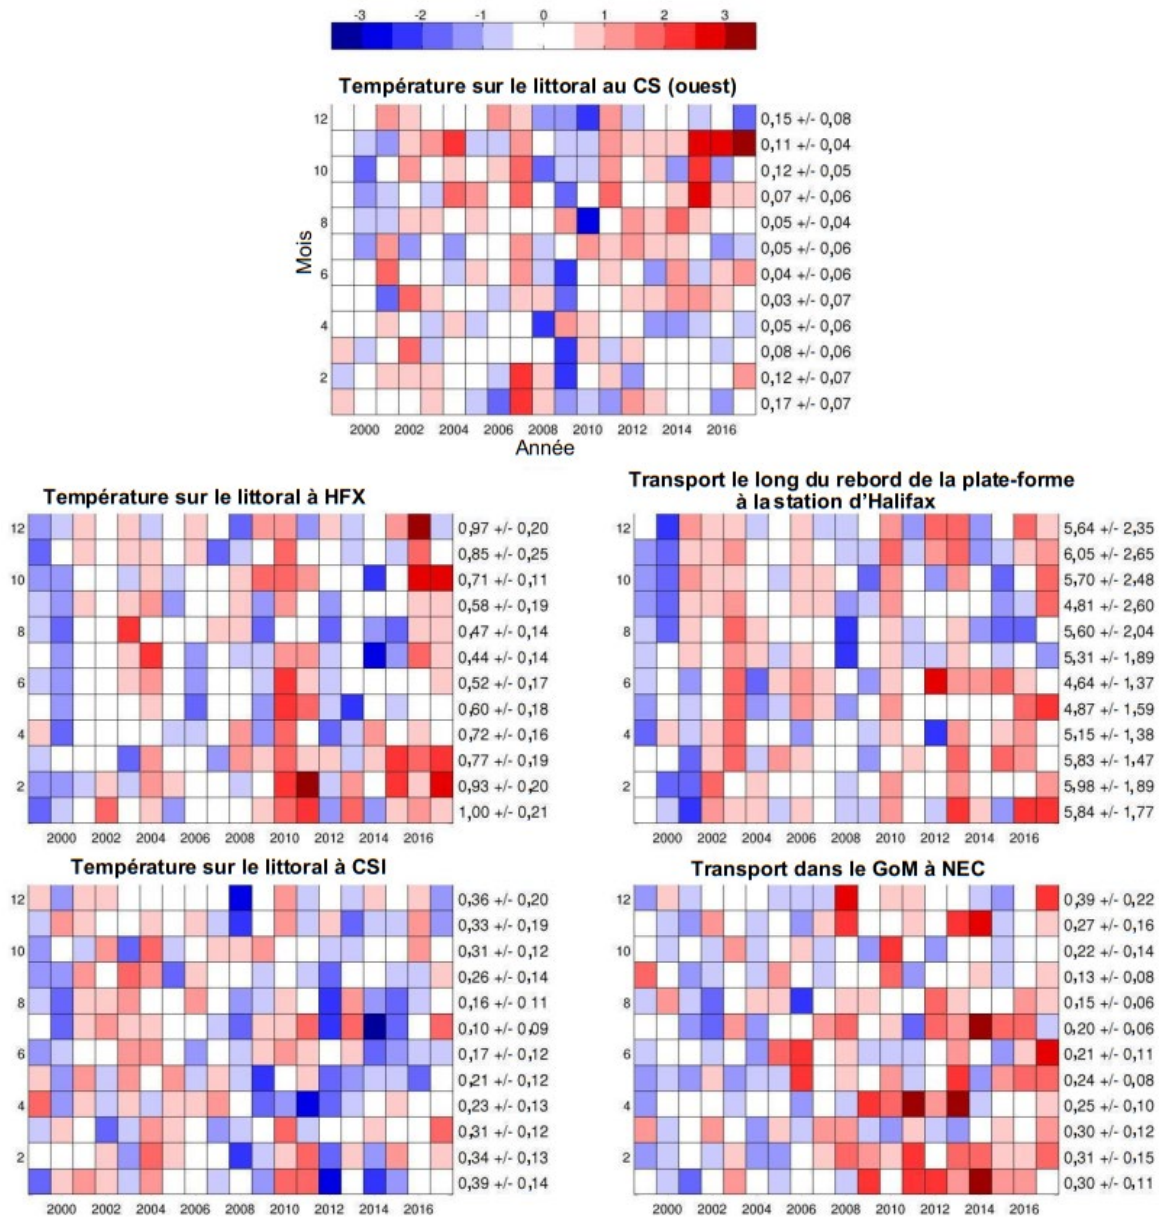 -3 -2 -1 0 1 2 3
Température sur le littoral au CS (ouest)
12 0,15 +/- 0,08
0,11 +/- 0,04
10 0,12 +/- 0,05
0,07 +/- 0,06
8 0,05 +/- 0,04
0,05 +/- 0,06
6 0,04 +/- 0,06
0,03 +/- 0,07
4 0,05 +/- 0,06
0,08 +/- 0,06
2 0,12 +/- 0,07
0,17 +/- 0,07
Mois
2000 2002 2004 2006 2008 2010 2012 2014 2016
Année
Température sur le littoral à HFX
12 0,97 +/- 0,20
0,85 +/- 0,25
10 0,71 +/- 0,11
0,58 +/- 0,19
8 0,47 +/- 0,14
0,44 +/- 0,14
6 0,52 +/- 0,17
0,60 +/- 0,18
4 0,72 +/- 0,16
0,77 +/- 0,19
2 0,93 +/- 0,20
1,00 +/- 0,21
2000 2002 2004 2006 2008 2010 2012 2014 2016
Transport le long du rebord de la plate-forme
à la station d'Halifax
12 5,64 +/- 2,35
6,05 +/- 2,65
10 5,70 +/- 2,48
4,81 +/- 2,60
8 5,60 +/- 2,04
5,31 +/- 1,89
6 4,64 +/- 1,37
4,87 +/- 1,59
4 5,15 +/- 1,38
5,83 +/- 1,47
2 5,98 +/- 1,89
5,84 +/- 1,77
2000 2002 2004 2006 2008 2010 2012 2014 2016
Température sur le littoral à CSI
12 0,36 +/- 0,20
0,33 +/- 0,19
10 0,31 +/- 0,12
0,26 +/- 0,14
8 0,16 +/- 0 11
0,10 +/- 0,09
6 0,17 +/- 0,12
0,21 +/- 0,12
4 0,23 +/- 0,13
0,31 +/- 0,12
2 0,34 +/- 0,13
0,39 +/- 0,14
2000 2002 2004 2006 2008 2010 2012 2014 2016
Transport dans le GoM à NEC
12 0,39 +/- 0,22
0,27 +/- 0,16
10 0,22 +/- 0,14
0,13 +/- 0,08
8 0,15 +/- 0,06
0,20 +/- 0,06
6 0,21 +/- 0,11
0,24 +/- 0,08
4 0,25 +/- 0,10
0,30 +/- 0,12
2 0,31 +/- 0,15
0,30 +/- 0,11
2000 2002 2004 2006 2008 2010 2012 2014 2016